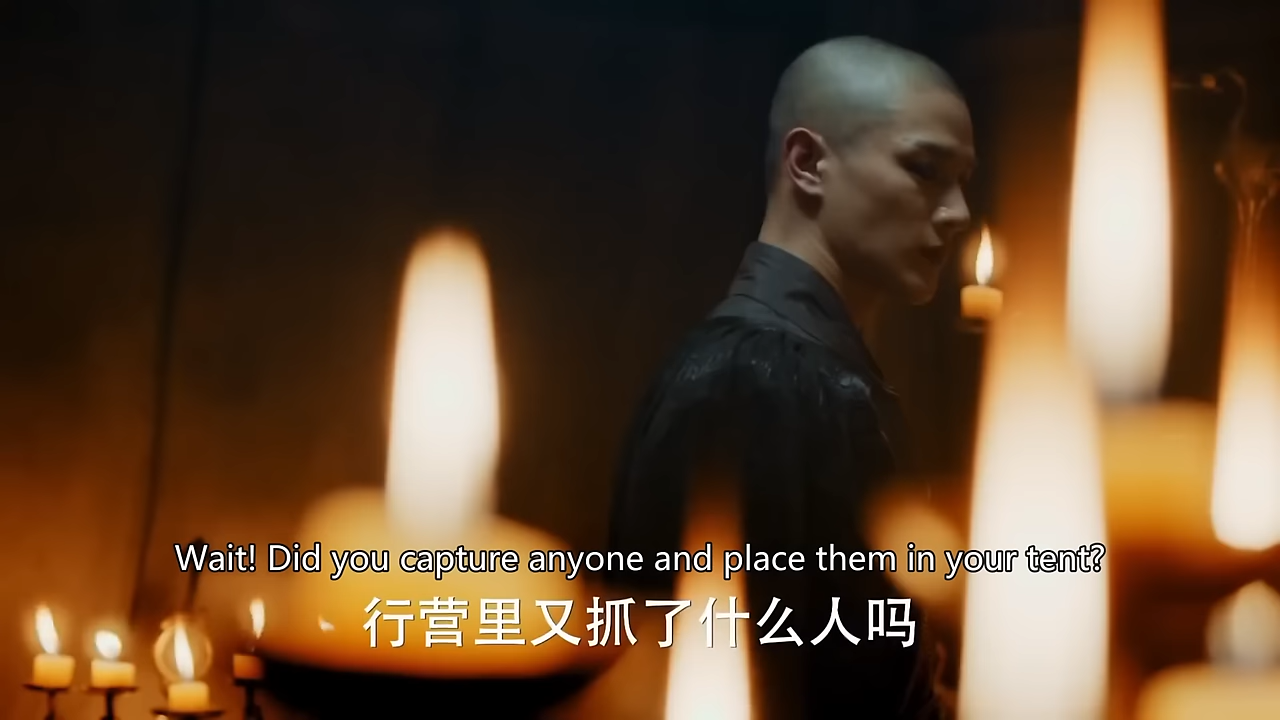 Wait! Did you capture anyone and place them in your tent?
行营里又抓了什么人吗